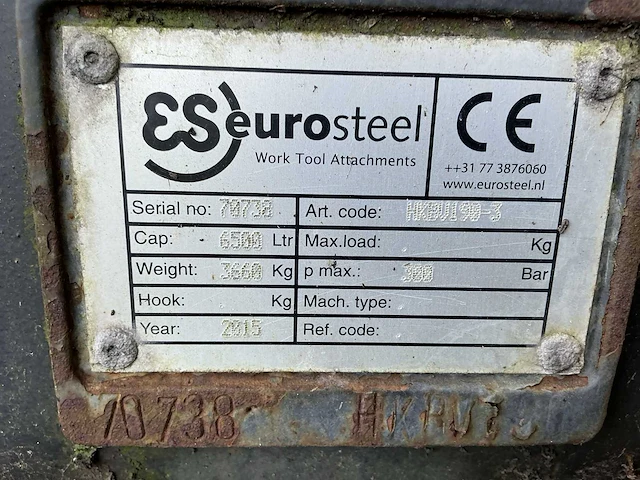 ES eurosteel
Work Tool Attachments
CE
++31 77 3876060
www.eurosteel.nl
Serial no: 70738 Art. code:
Cap: 6500 Ltr Max.load: Kg
Weight: 3660 Kg p max.: 300 Bar
Hook: Kg Mach. type:
Year: 2015 Ref. code:
70738